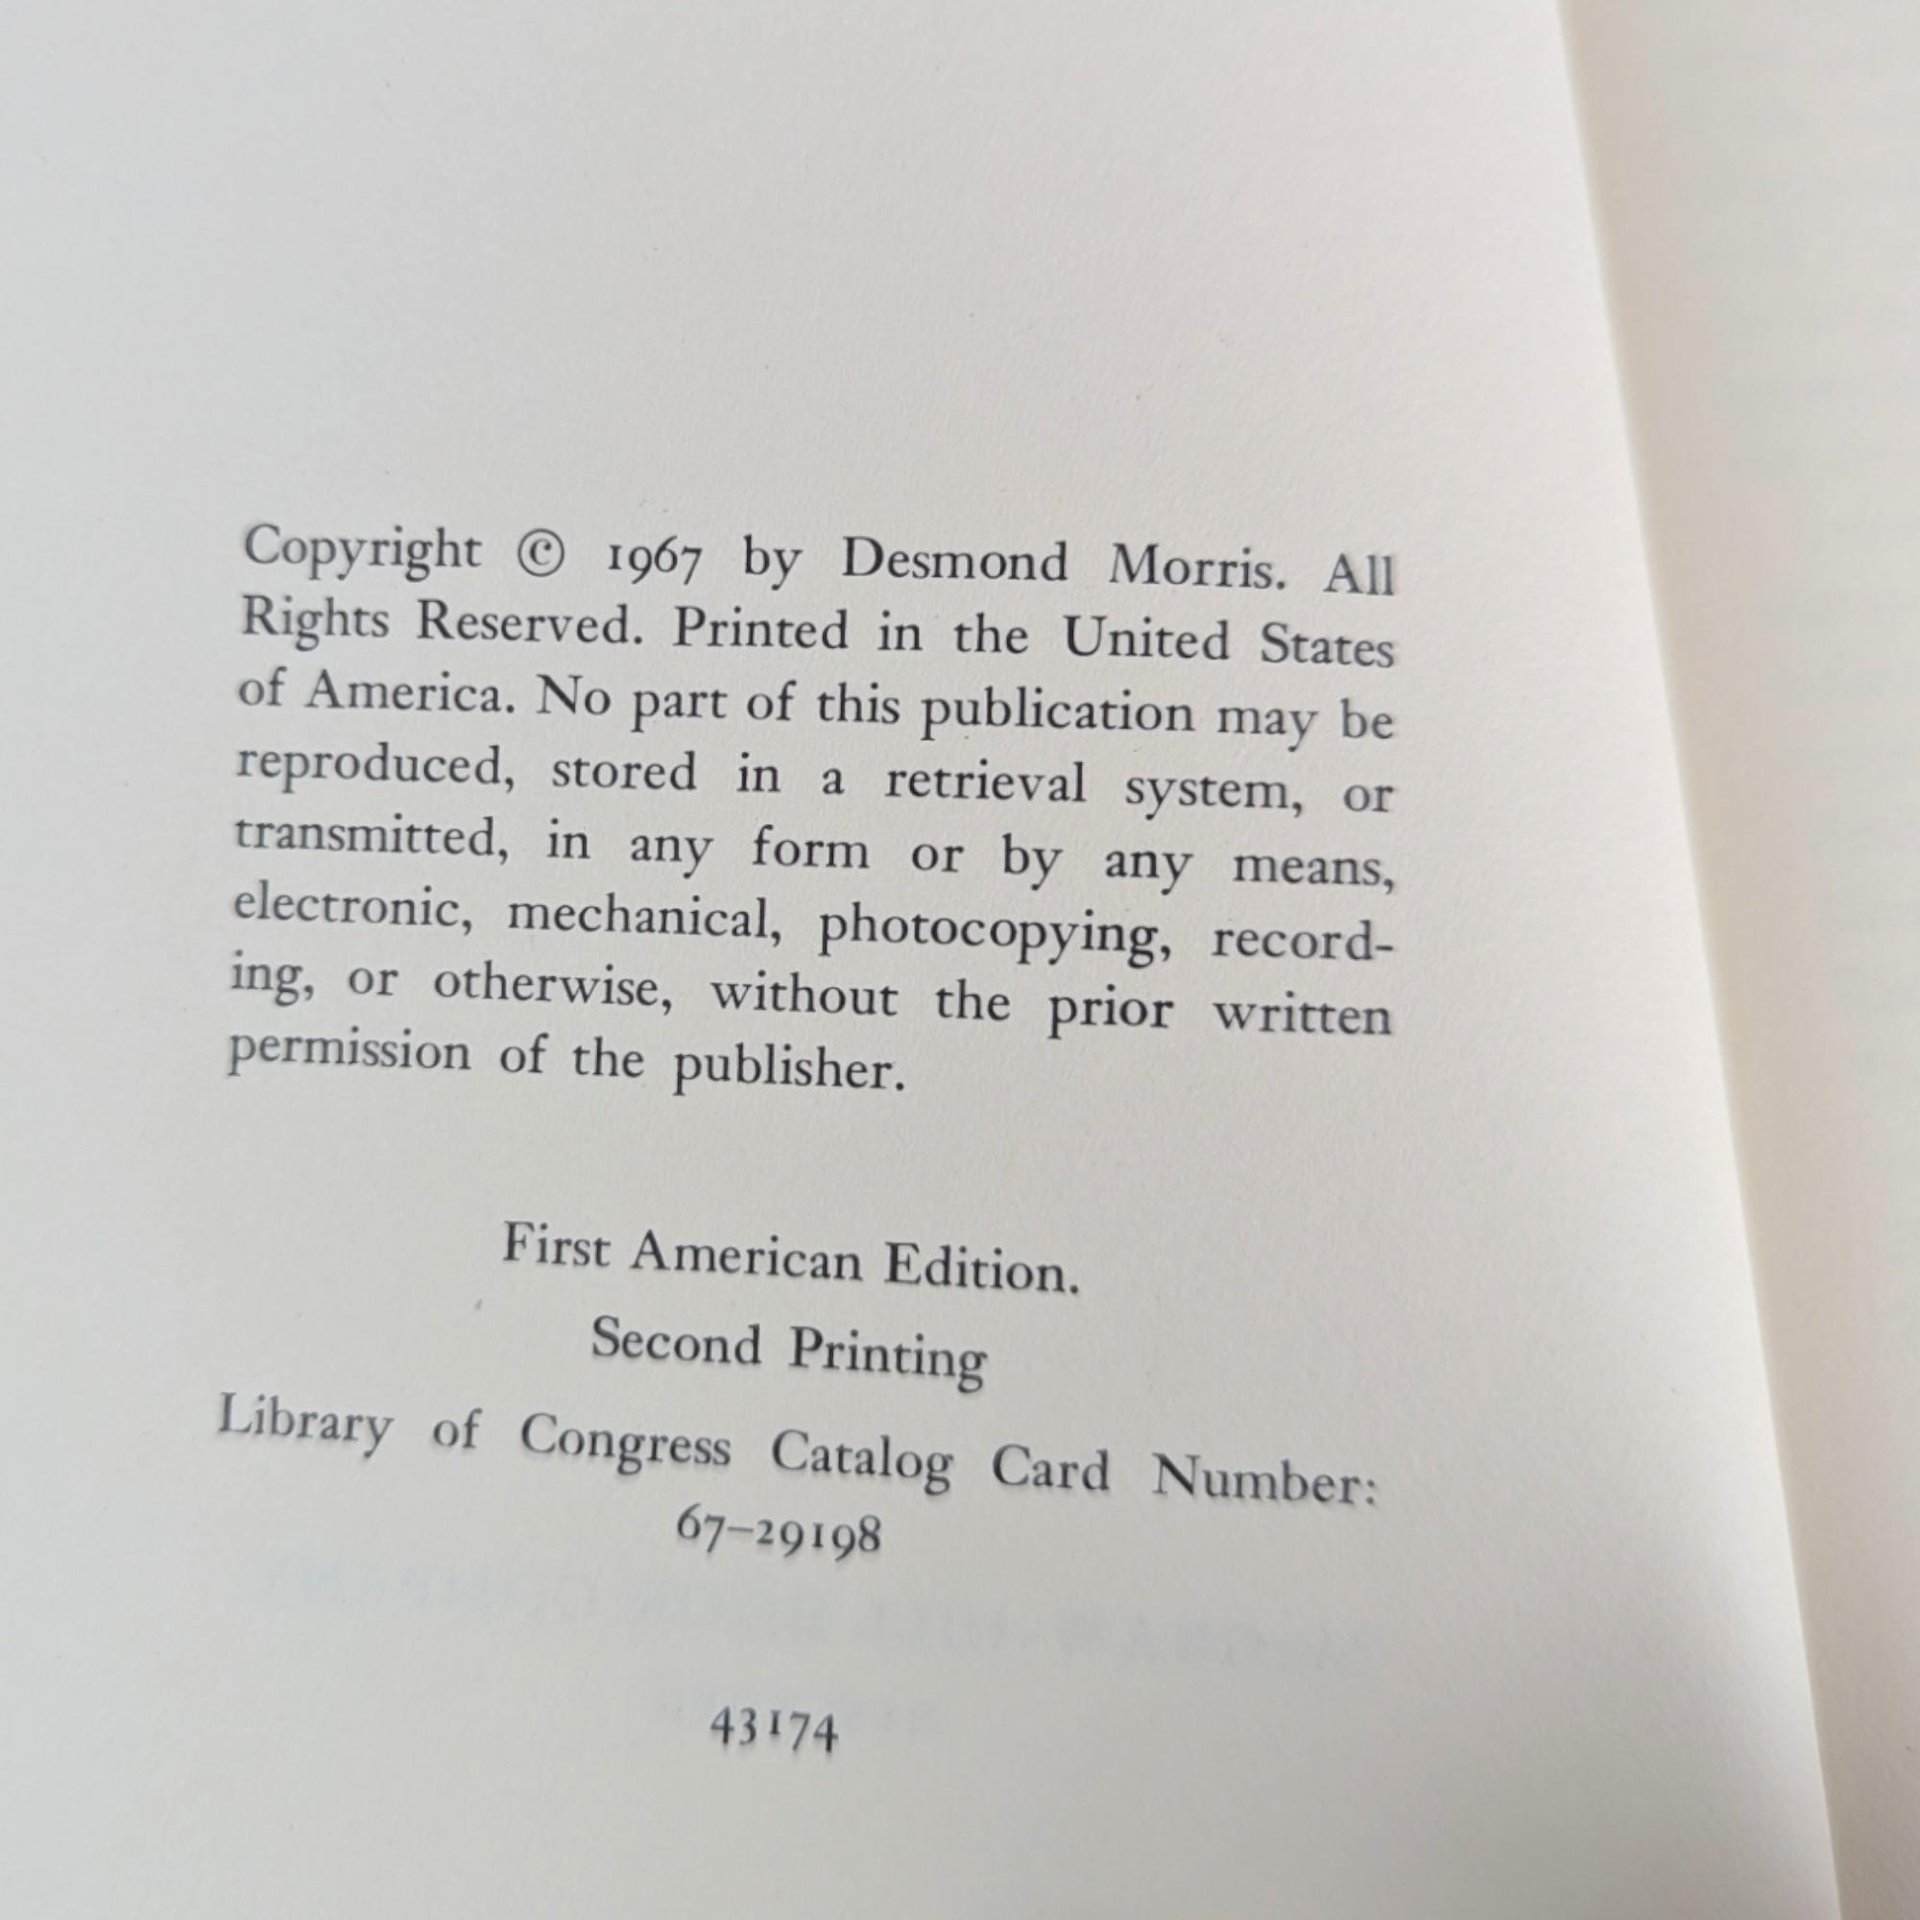 Copyright © 1967 by Desmond Morris. All
Rights Reserved. Printed in the United States
of America. No part of this publication may be
reproduced, stored in a retrieval system, or
transmitted, in any form or by any means,
electronic, mechanical, photocopying, record-
ing, or otherwise, without the prior written
permission of the publisher.
First American Edition.
Second Printing
Library of Congress Catalog Card Number:
67–29198
43174